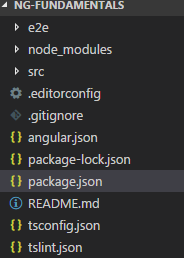 NG-FUNDAMENTALS
e2e
node_modules
src
.editorconfig
.gitignore
angular.json
package-lock.json
package.json
README.md
tsconfig.json
tslint.json